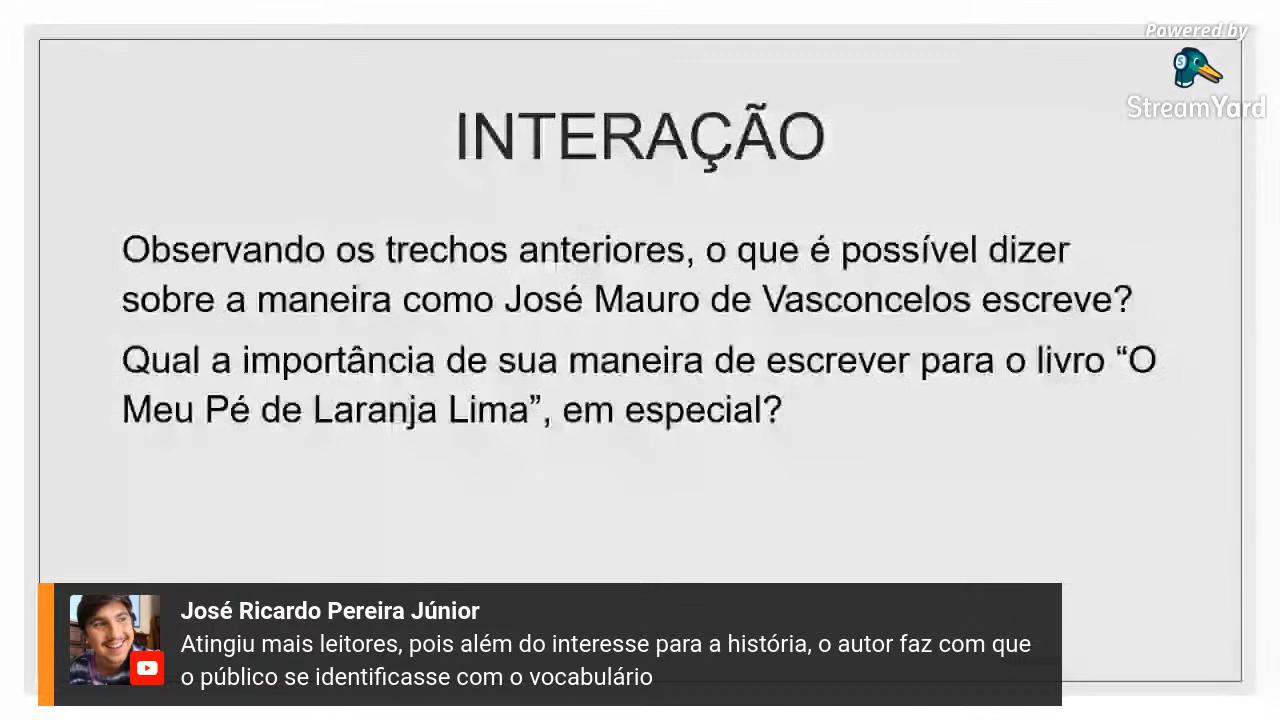 Powered by
StreamYard
INTERAÇÃO
Observando os trechos anteriores, o que é possível dizer
sobre a maneira como José Mauro de Vasconcelos escreve?
Qual a importância de sua maneira de escrever para o livro “O
Meu Pé de Laranja Lima”, em especial?
José Ricardo Pereira Júnior
Atingiu mais leitores, pois além do interesse para a história, o autor faz com que
o público se identificasse com o vocabulário